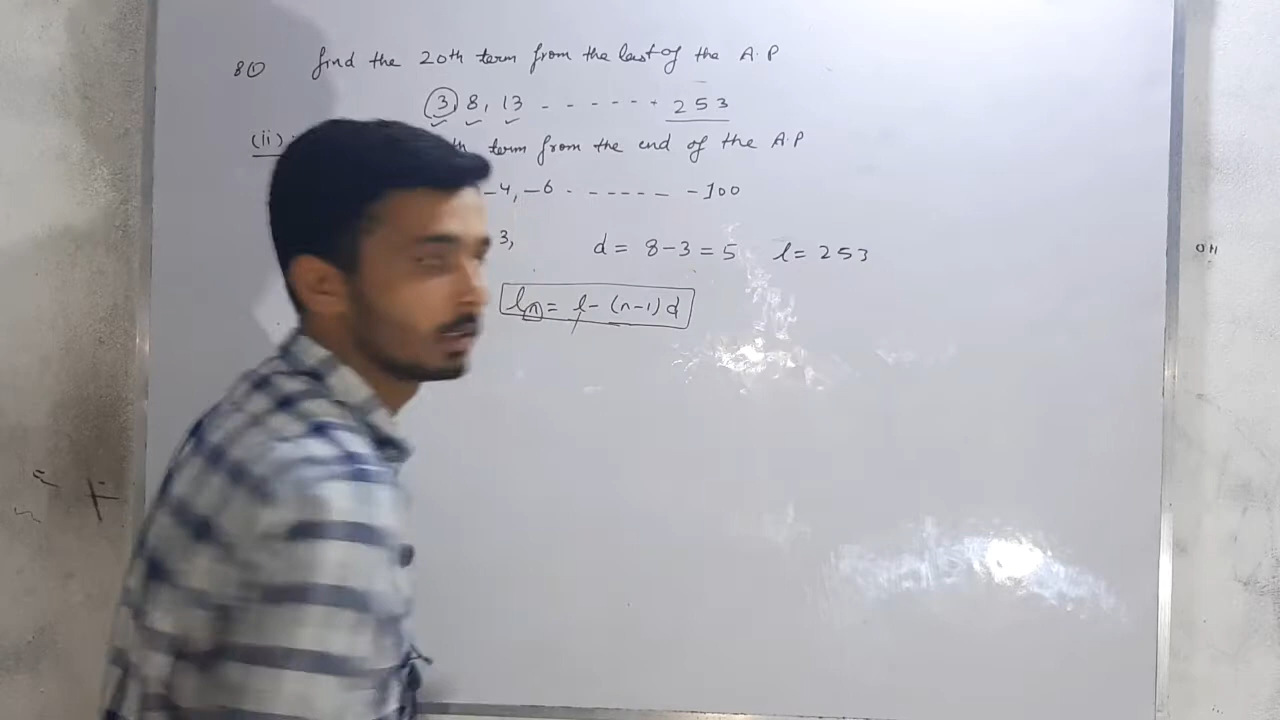 8(i) find the 20th term from the last of the A.P
3, 8, 13 - - - - - - - 253
(ii) th term from the end of the A.P
-4, -6 - - - - - - - -100
3, d = 8-3 = 5 l = 253
ln = l - (n-1) d